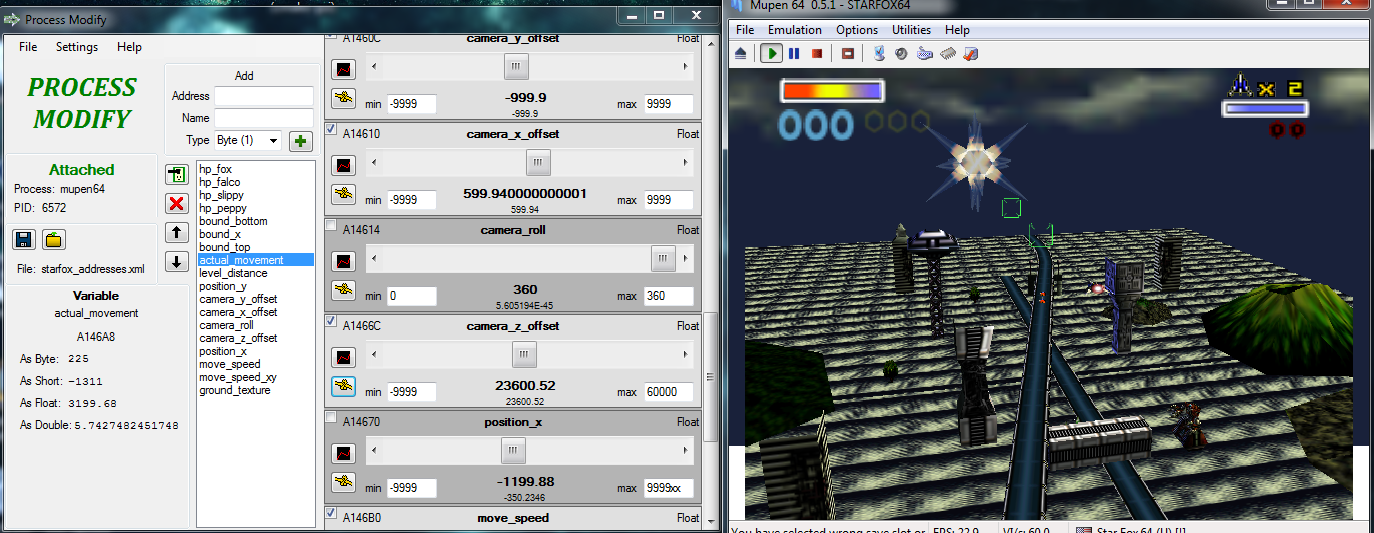 Process Modify
File Settings Help
PROCESS
MODIFY
Add
Address
Name
Type Byte (1)
Attached
Process: mupen64
PID: 6572
File: starfox_addresses.xml
Variable
actual_movement
A146A8
As Byte: 225
As Short: -1311
As Float: 3199.68
As Double: 5.7427482451748
hp_fox
hp_falco
hp_slippy
hp_peppy
bound_bottom
bound_x
bound_top
actual_movement
level_distance
position_y
camera_y_offset
camera_x_offset
camera_roll
camera_z_offset
position_x
move_speed
move_speed_xy
ground_texture
A1460C camera_y_offset Float
min -9999 -999.9 max 9999
-999.9
A14610 camera_x_offset Float
min -9999 599.940000000001 max 9999
599.94
A14614 camera_roll Float
min 0 360 max 360
5.605194E-45
A1466C camera_z_offset Float
min -9999 23600.52 max 60000
23600.52
A14670 position_x Float
min -9999 -1199.88 max 9999xx
-350.2346
A146B0 move_speed Float
Mupen 64 0.5.1 - STARFOX64
File Emulation Options Utilities Help
x 2
000
You have selected wrong save slot or FPS: 22.9 VI/s: 60.0 Star Fox 64 (U) [!]